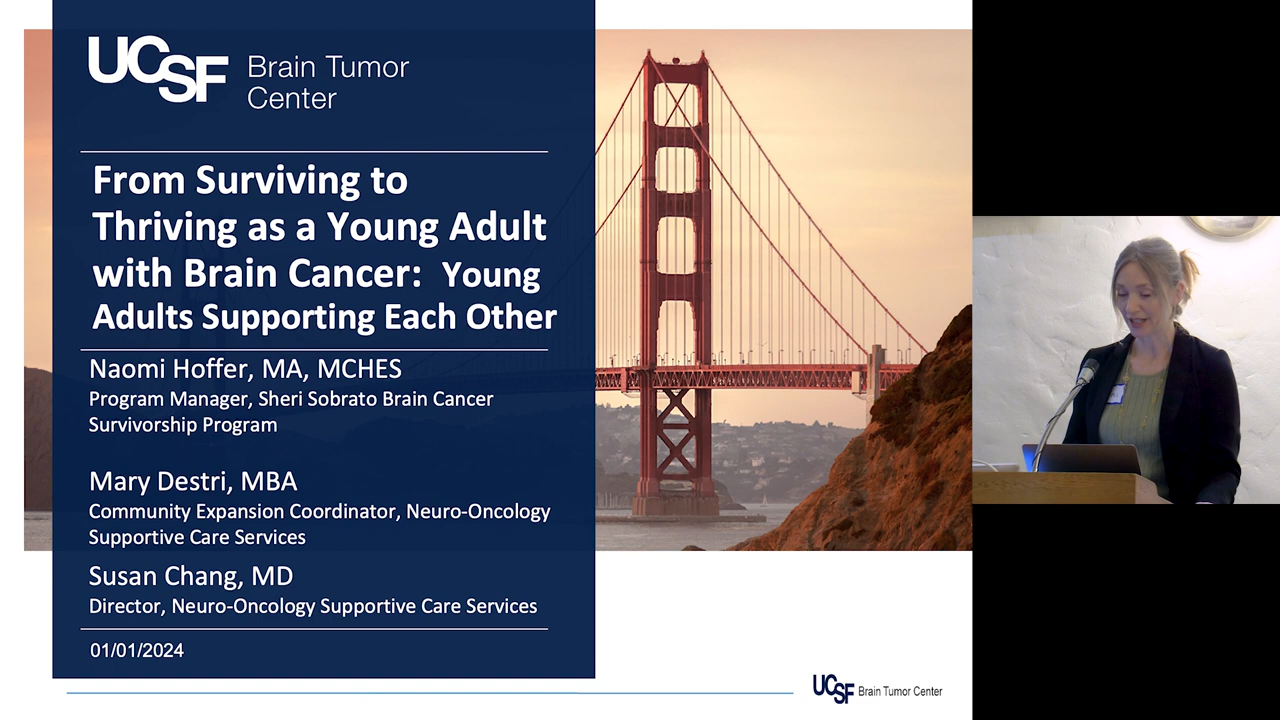 UCSF Brain Tumor
Center
From Surviving to
Thriving as a Young Adult
with Brain Cancer: Young
Adults Supporting Each Other
Naomi Hoffer, MA, MCHES
Program Manager, Sheri Sobrato Brain Cancer
Survivorship Program
Mary Destri, MBA
Community Expansion Coordinator, Neuro-Oncology
Supportive Care Services
Susan Chang, MD
Director, Neuro-Oncology Supportive Care Services
01/01/2024
UCSF Brain Tumor Center